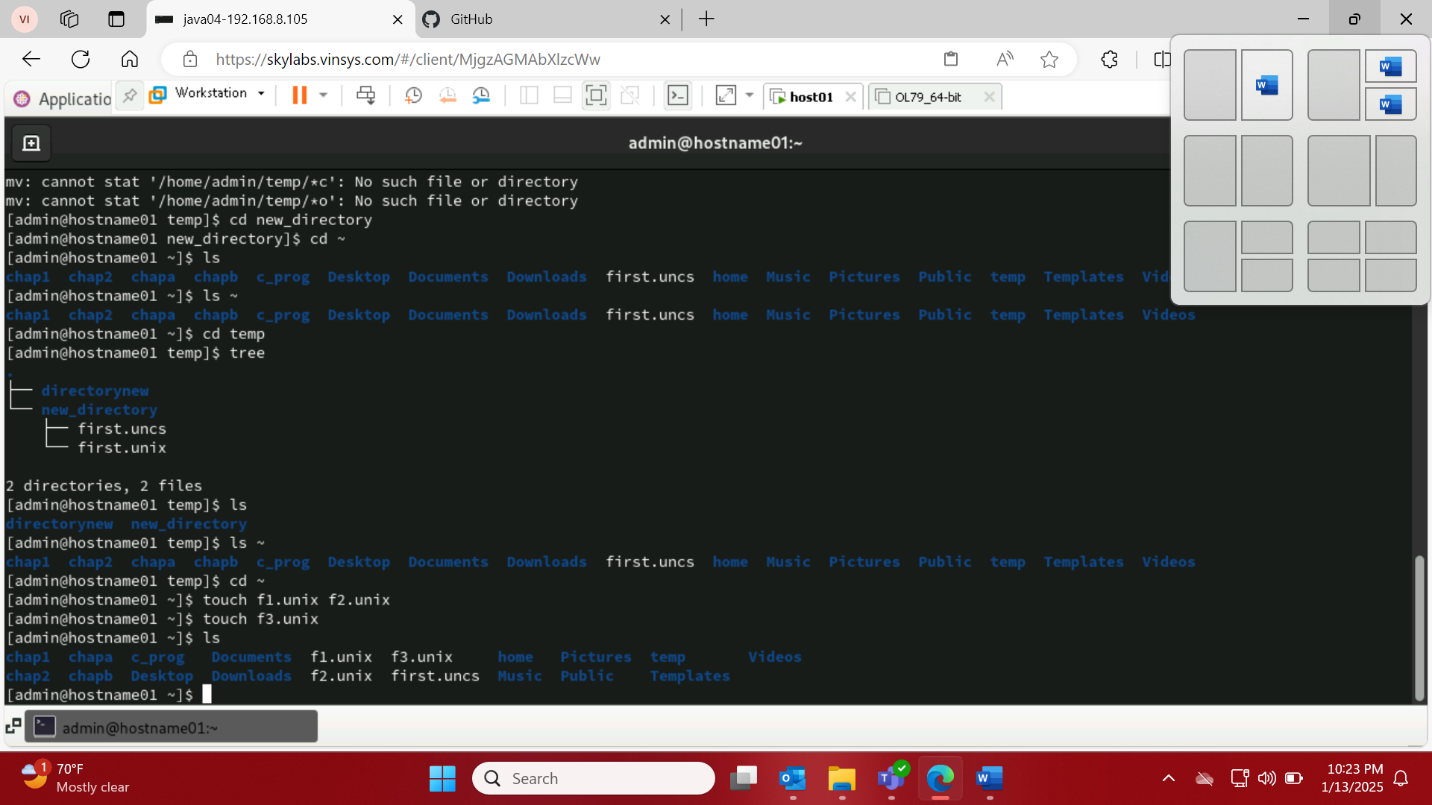 VI
java04-192.168.8.105
GitHub
https://skylabs.vinsys.com/#/client/MjgzAGMAbXlzcWw
Applicatio
Workstation
host01
OL79_64-bit
admin@hostname01:~
mv: cannot stat '/home/admin/temp/*c': No such file or directory
mv: cannot stat '/home/admin/temp/*o': No such file or directory
[admin@hostname01 temp]$ cd new_directory
[admin@hostname01 new_directory]$ cd ~
[admin@hostname01 ~]$ ls
chap1 chap2 chapa chapb c_prog Desktop Documents Downloads first.uncs home Music Pictures Public temp Templates Vid
[admin@hostname01 ~]$ ls ~
chap1 chap2 chapa chapb c_prog Desktop Documents Downloads first.uncs home Music Pictures Public temp Templates Videos
[admin@hostname01 ~]$ cd temp
[admin@hostname01 temp]$ tree
.
├── directorynew
└── new_directory
    ├── first.uncs
    └── first.unix
2 directories, 2 files
[admin@hostname01 temp]$ ls
directorynew new_directory
[admin@hostname01 temp]$ ls ~
chap1 chap2 chapa chapb c_prog Desktop Documents Downloads first.uncs home Music Pictures Public temp Templates Videos
[admin@hostname01 temp]$ cd ~
[admin@hostname01 ~]$ touch f1.unix f2.unix
[admin@hostname01 ~]$ touch f3.unix
[admin@hostname01 ~]$ ls
chap1 chapa c_prog Documents f1.unix f3.unix home Pictures temp Videos
chap2 chapb Desktop Downloads f2.unix first.uncs Music Public Templates
[admin@hostname01 ~]$
admin@hostname01:~
1
70°F
Mostly clear
Search
10:23 PM
1/13/2025